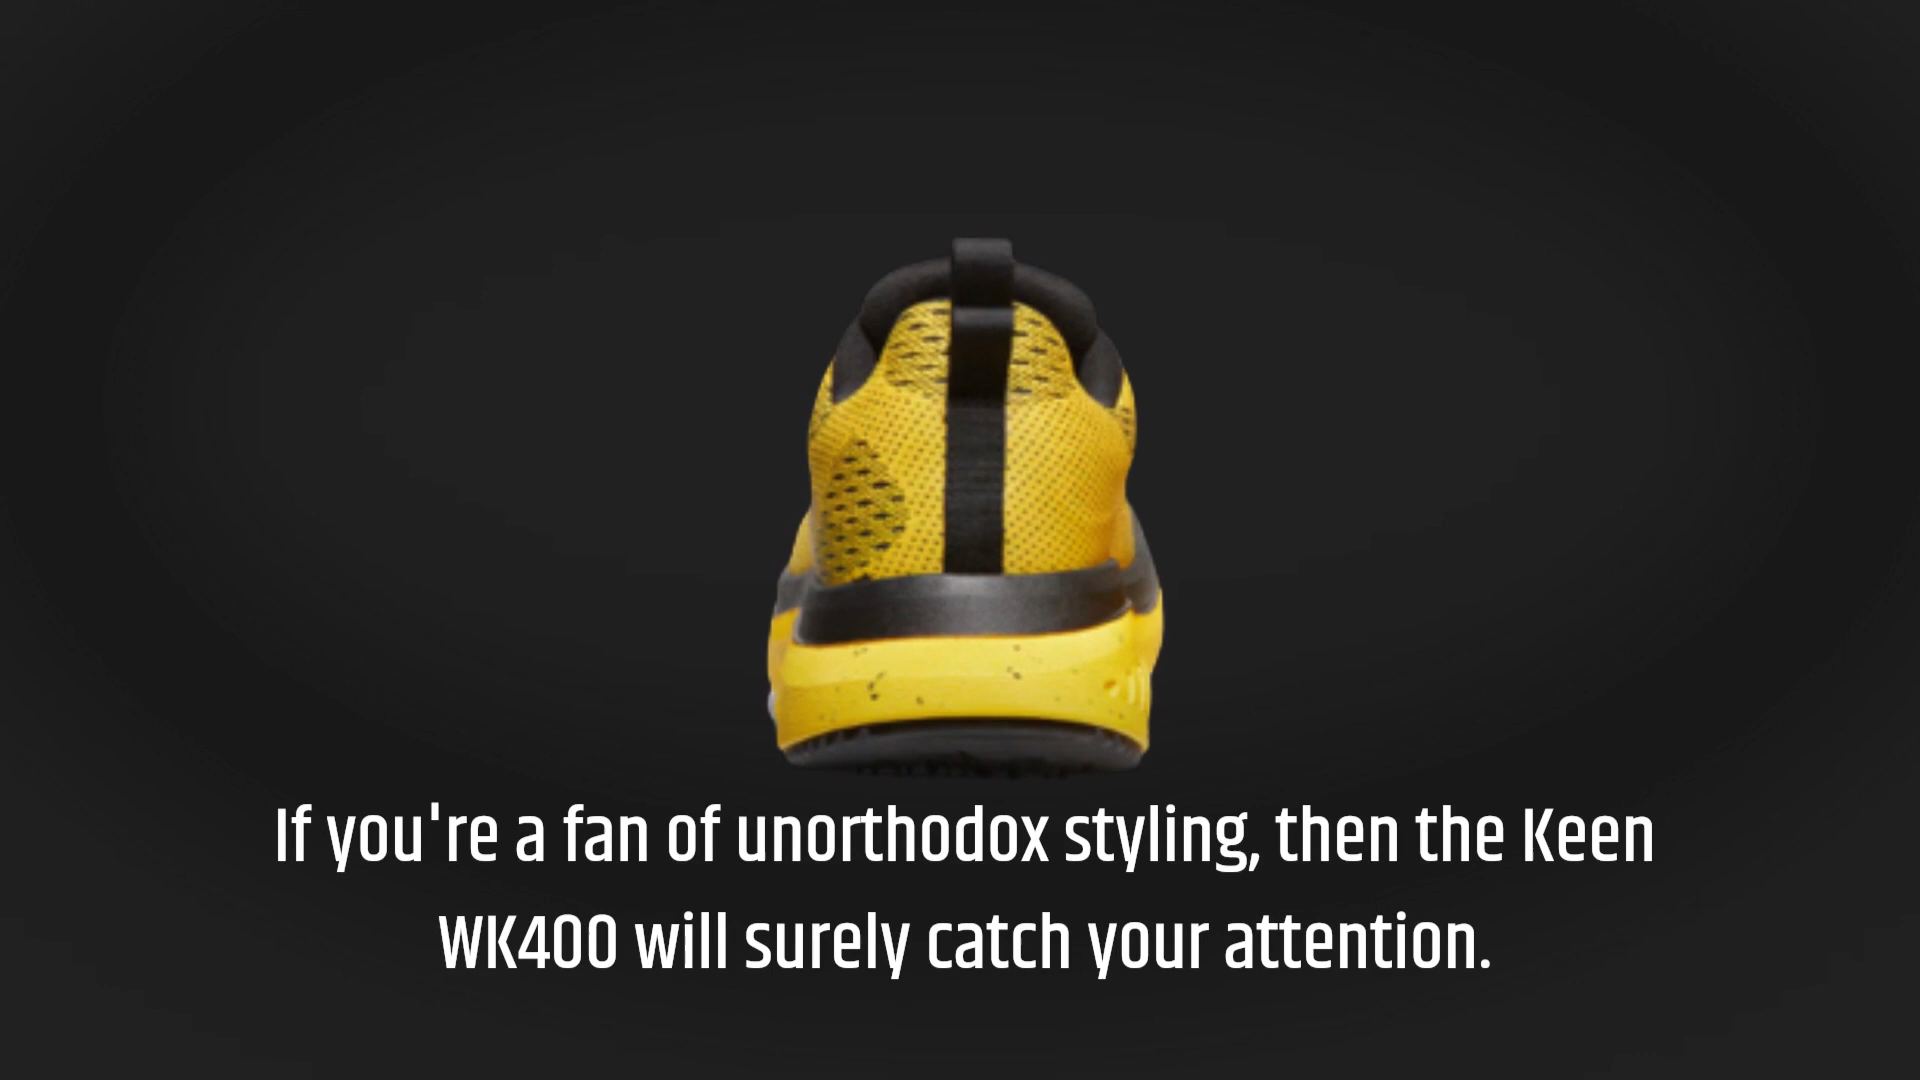 If you're a fan of unorthodox styling, then the Keen
WK400 will surely catch your attention.